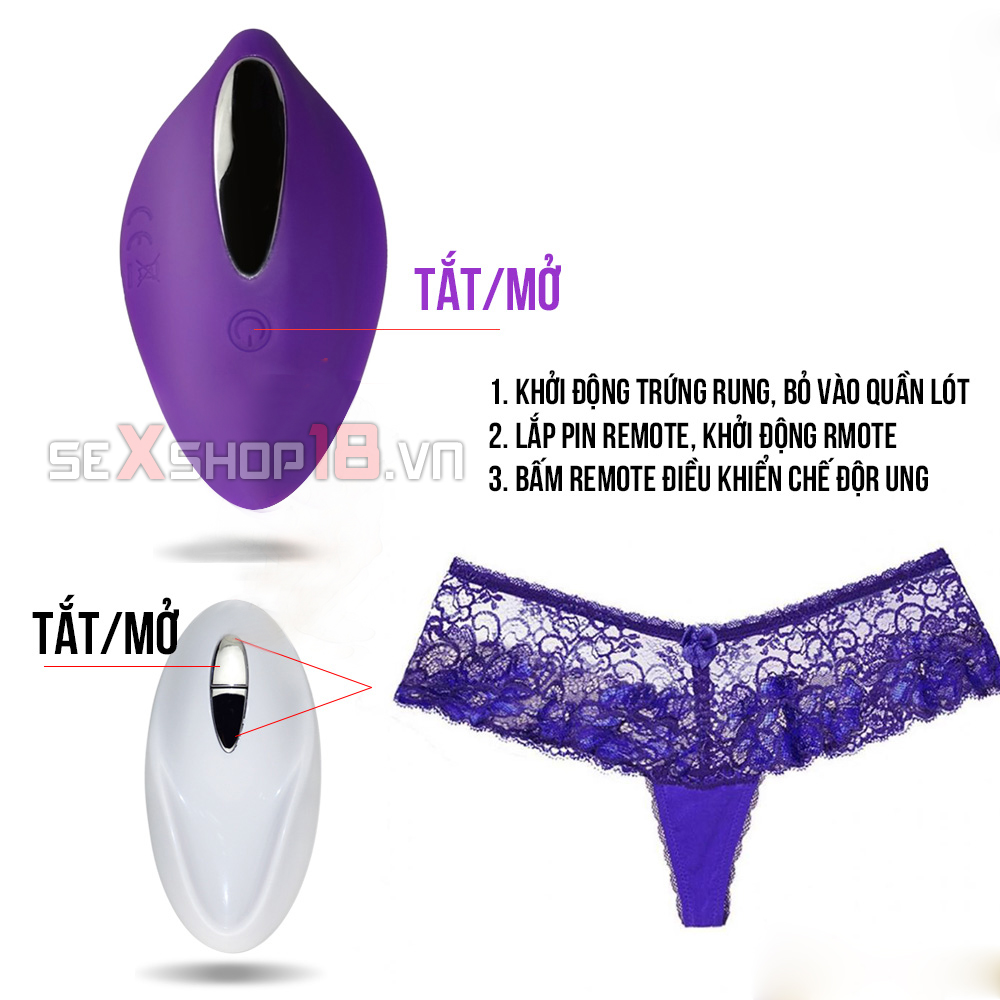 TẮT/MỞ
1. KHỞI ĐỘNG TRỨNG RUNG, BỎ VÀO QUẦN LÓT
2. LẮP PIN REMOTE, KHỞI ĐỘNG RMOTE
3. BẤM REMOTE ĐIỀU KHIỂN CHẾ ĐỘR UNG
SEXSHOP18.VN
TẮT/MỞ